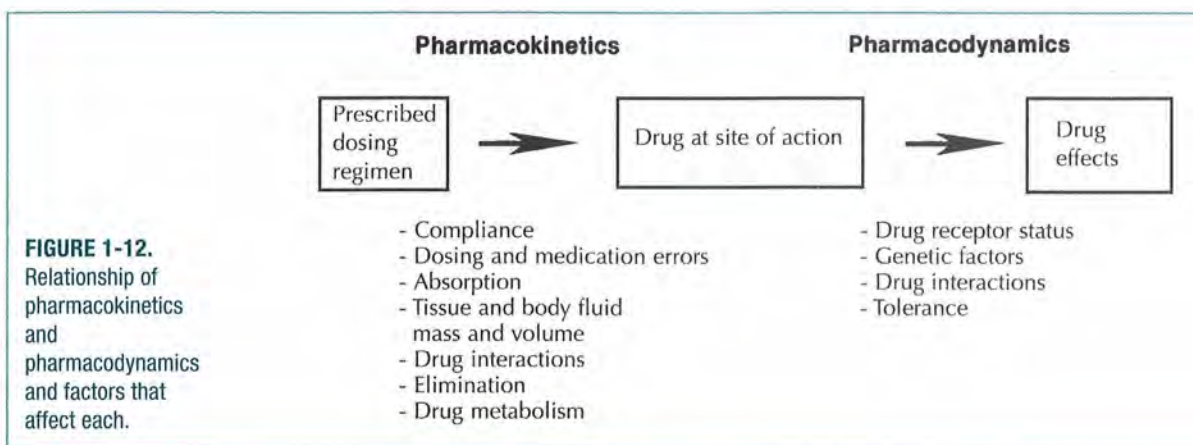 Pharmacokinetics
Pharmacodynamics
Prescribed
dosing
regimen
Drug at site of action
Drug
effects
- Compliance
- Dosing and medication errors
- Absorption
- Tissue and body fluid
mass and volume
- Drug interactions
- Elimination
- Drug metabolism
- Drug receptor status
- Genetic factors
- Drug interactions
- Tolerance
FIGURE 1-12.
Relationship of
pharmacokinetics
and
pharmacodynamics
and factors that
affect each.